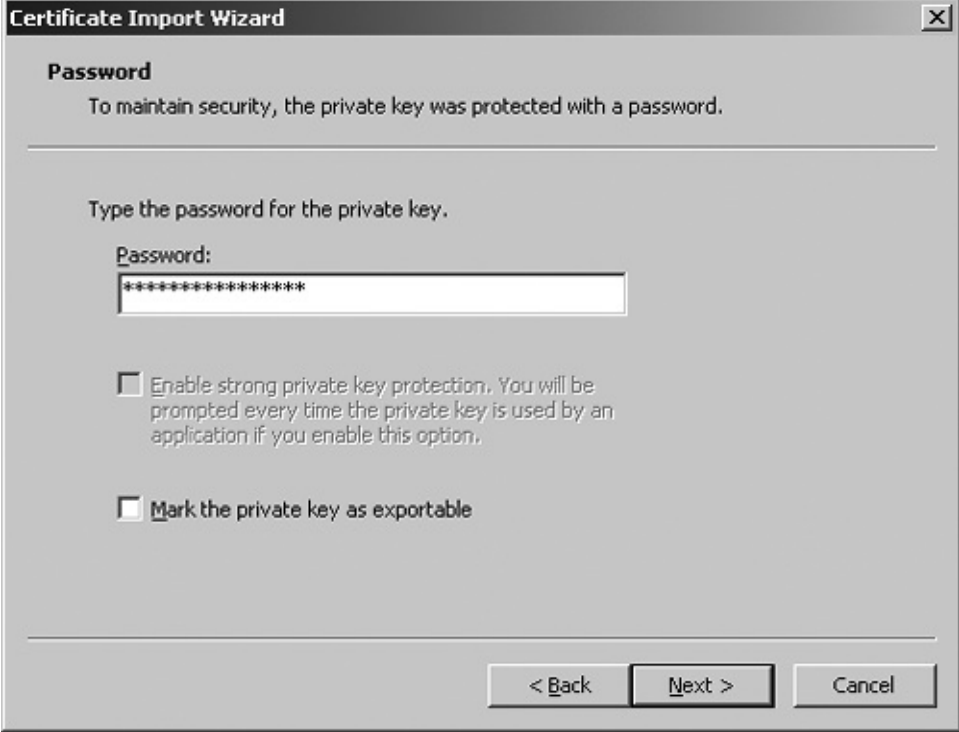 Certificate Import Wizard
Password
To maintain security, the private key was protected with a password.
Type the password for the private key.
Password:
****************
Enable strong private key protection. You will be
prompted every time the private key is used by an
application if you enable this option.
Mark the private key as exportable
< Back
Next >
Cancel